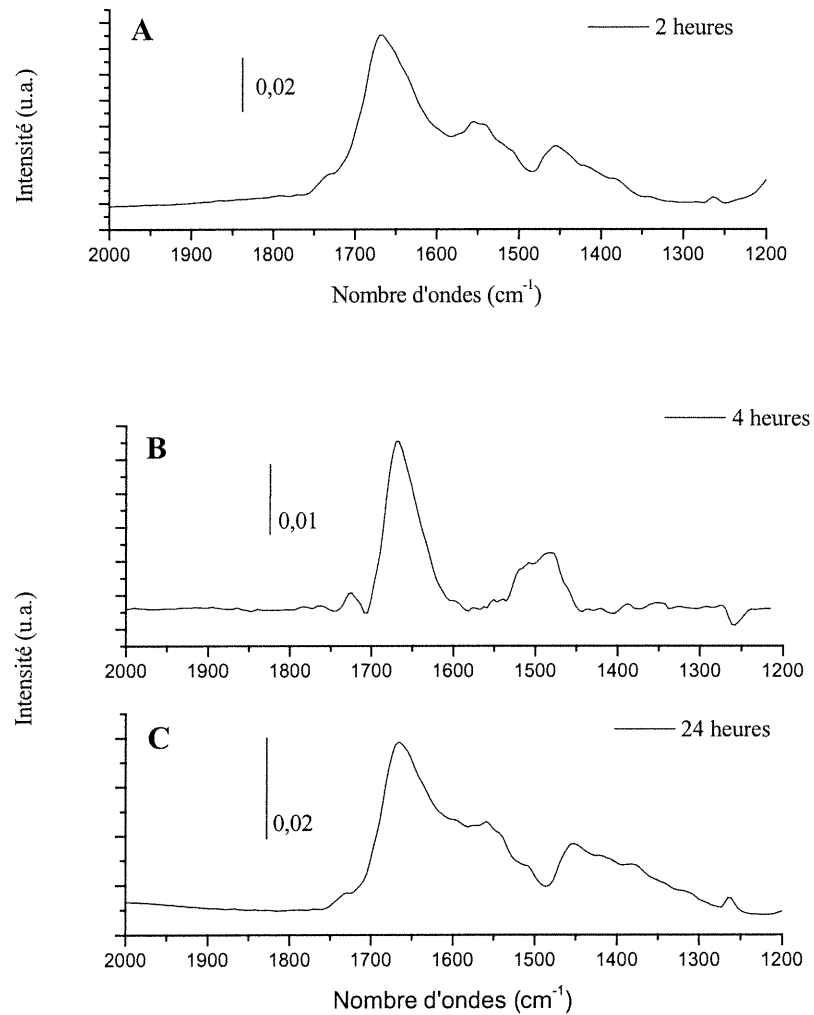 A
2 heures
0,02
Intensité (u.a.)
2000 1900 1800 1700 1600 1500 1400 1300 1200
Nombre d'ondes (cm-1)
4 heures
B
0,01
2000 1900 1800 1700 1600 1500 1400 1300 1200
Intensité (u.a.)
C
24 heures
0,02
2000 1900 1800 1700 1600 1500 1400 1300 1200
Nombre d'ondes (cm-1)